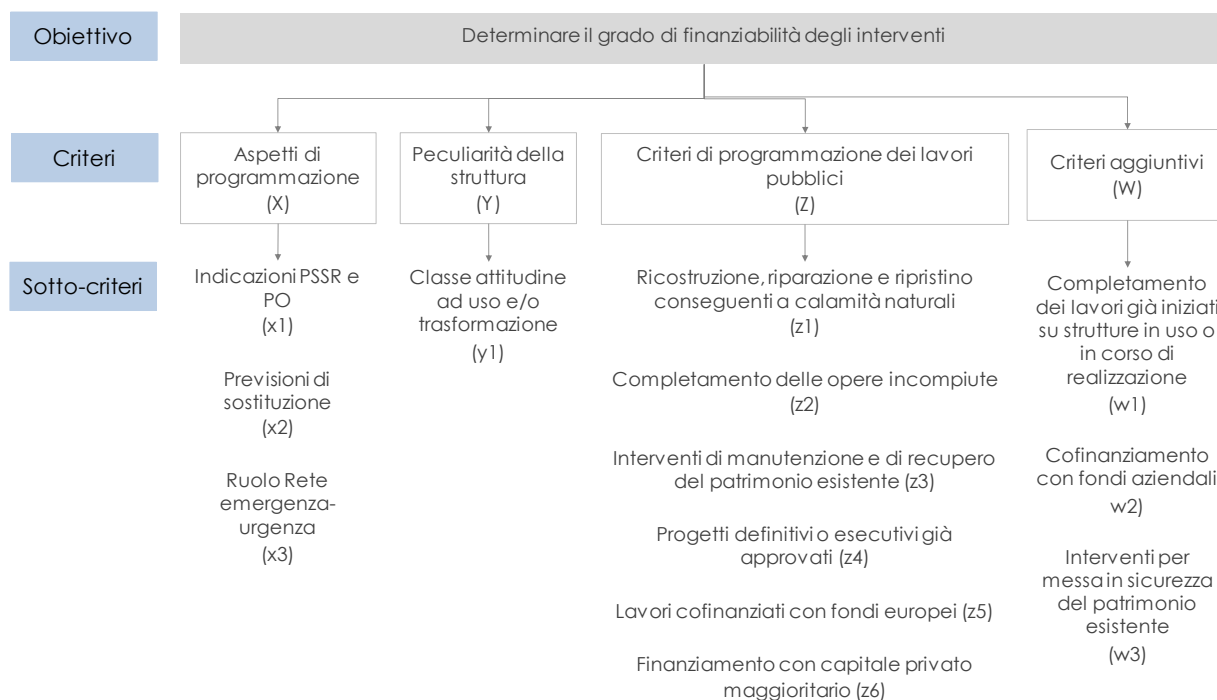 Obiettivo
Determinare il grado di finanziabilità degli interventi
Criteri
Aspetti di
programmazione
(X)
Peculiarità della
struttura
(Y)
Criteri di programmazione dei lavori
pubblici
(Z)
Criteri aggiuntivi
(W)
Sotto-criteri
Indicazioni PSSR e
PO
(x1)
Previsioni di
sostituzione
(x2)
Ruolo Rete
emergenza-
urgenza
(x3)
Classe attitudine
ad uso e/o
trasformazione
(y1)
Ricostruzione, riparazione e ripristino
conseguenti a calamità naturali
(z1)
Completamento delle opere incompiute
(z2)
Interventi di manutenzione e di recupero
del patrimonio esistente (z3)
Progetti definitivi o esecutivi già
approvati (z4)
Lavori cofinanziati con fondi europei (z5)
Finanziamento con capitale privato
maggioritario (z6)
Completamento
dei lavori già iniziati
su strutture in uso o
in corso di
realizzazione
(w1)
Cofinanziamento
con fondi aziendali
w2)
Interventi per
messa in sicurezza
del patrimonio
esistente
(w3)